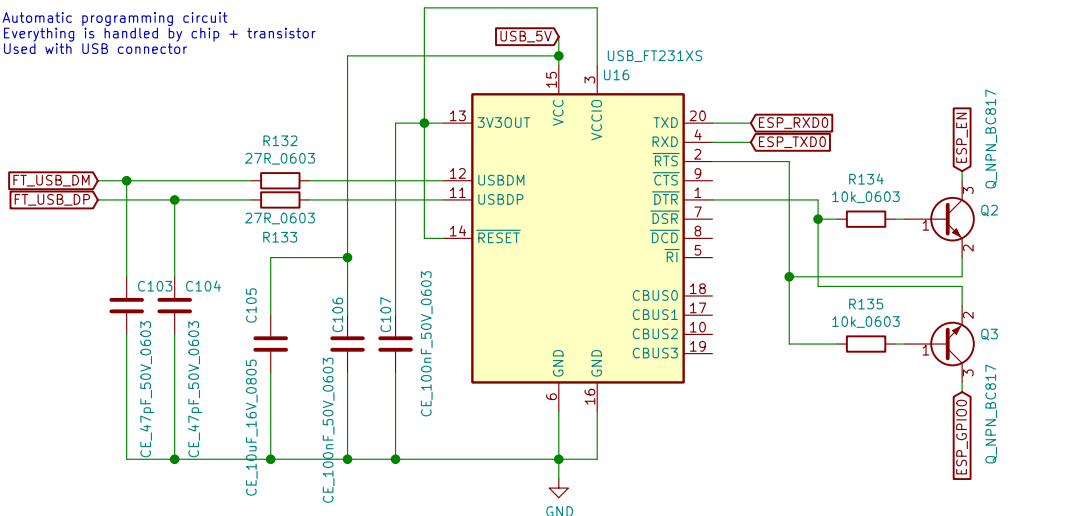 Automatic programming circuit
Everything is handled by chip + transistor
Used with USB connector
USB_5V
USB_FT231XS
U16
15
3
VCC
VCCIO
13
3V3OUT
12
USBDM
11
USBDP
14
RESET
TXD
20
ESP_RXD0
RXD
4
ESP_TXD0
RTS
2
CTS
9
DTR
1
DSR
7
DCD
8
RI
5
CBUS0
18
CBUS1
17
CBUS2
10
CBUS3
19
GND
GND
6
16
GND
FT_USB_DM
FT_USB_DP
R132
27R_0603
27R_0603
R133
C103
CE_47pF_50V_0603
C104
CE_47pF_50V_0603
C105
CE_10uF_16V_0805
C106
CE_100nF_50V_0603
C107
CE_100nF_50V_0603
R134
10k_0603
ESP_EN
3
1
2
Q2
Q_NPN_BC817
R135
10k_0603
2
1
3
Q3
Q_NPN_BC817
ESP_GPIO0